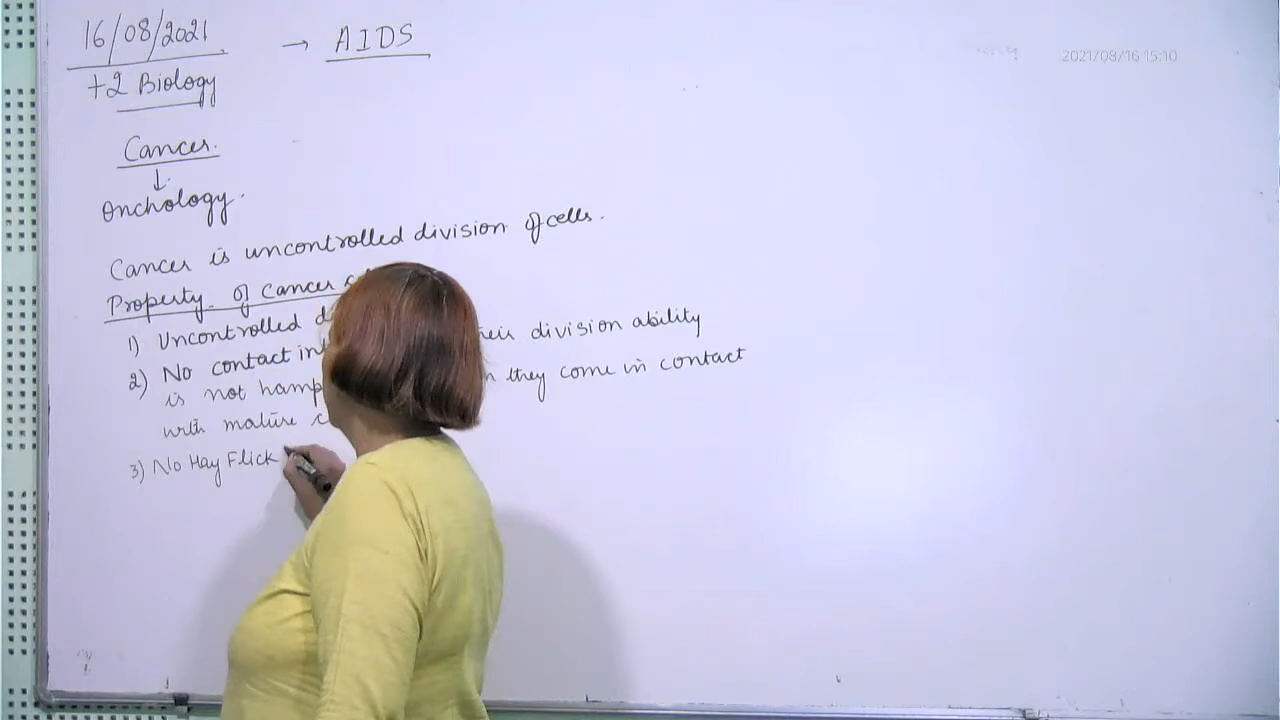 16/08/2021 → AIDS
2021/08/16 15:10
+2 Biology
Cancer.
↓
Onchology.
Cancer is uncontrolled division of cells.
Property of cancer
1) Uncontrolled division ability
2) No contact
is not they come in contact
with mature
3) No Hay Flick